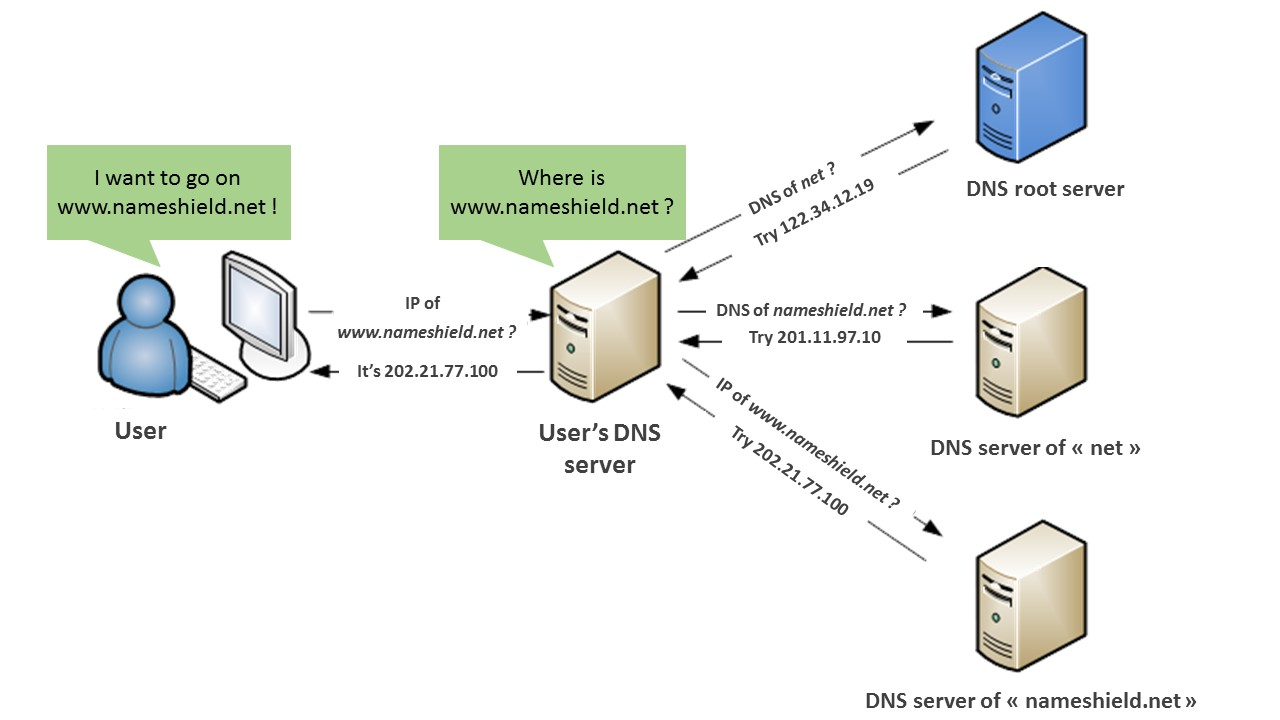 I want to go on
www.nameshield.net !
Where is
www.nameshield.net ?
DNS of net ?
Try 122.34.12.19
DNS root server
IP of
www.nameshield.net ?
It's 202.21.77.100
DNS of nameshield.net ?
Try 201.11.97.10
IP of www.nameshield.net ?
Try 202.21.77.100
User
User's DNS
server
DNS server of « net »
DNS server of « nameshield.net »